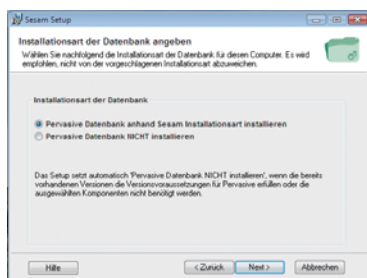 Sesam Setup
Installationsart der Datenbank angeben
Wählen Sie nachfolgend die Installationsart der Datenbank für diesen Computer. Es wird
empfohlen, nicht von der vorgeschlagenen Installationsart abzuweichen.
Installationsart der Datenbank
Pervasive Datenbank anhand Sesam Installationsart installieren
Pervasive Datenbank NICHT installieren
Das Setup setzt automatisch 'Pervasive Datenbank NICHT installieren', wenn die bereits
vorhandenen Versionen die Versionsvoraussetzungen für Pervasive erfüllen oder die
ausgewählten Komponenten nicht benötigt werden.
Hilfe < Zurück Next > Abbrechen